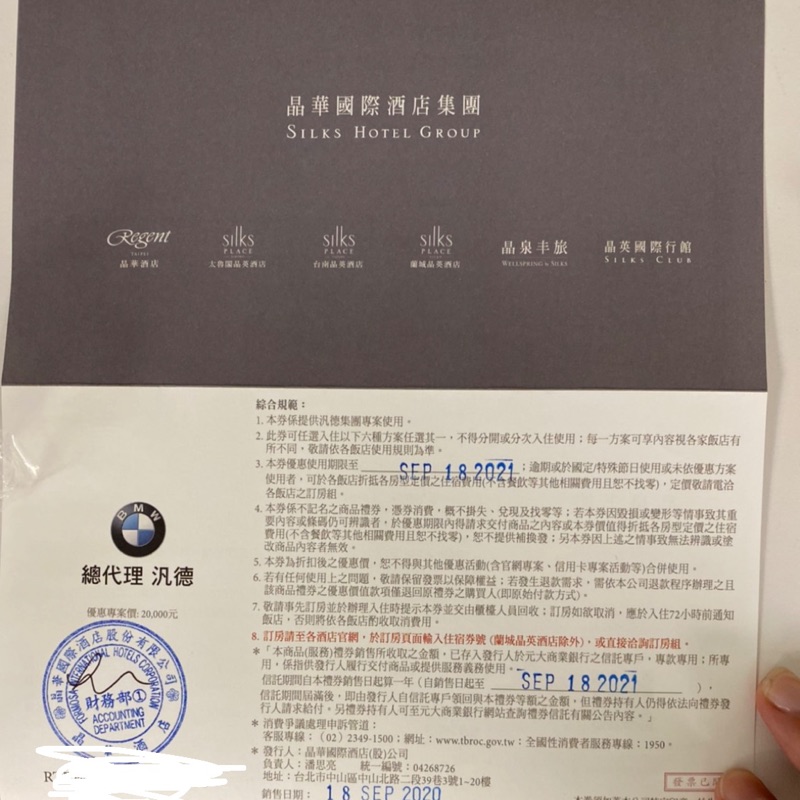 晶華國際酒店集團
SILKS HOTEL GROUP
Regent
TAIPEI
晶華酒店
silks
PLACE
太魯閣晶英酒店
silks
PLACE
台南晶英酒店
silks
PLACE
蘭城晶英酒店
晶泉丰旅
WELLSPRING by SILKS
晶英國際行館
SILKS CLUB
綜合規範：
1. 本券係提供汎德集團專案使用。
2. 此券可任選入住以下六種方案任選其一，不得分開或分次入住使用；每一方案可享內容視各家飯店有
所不同，敬請依各飯店使用規則為準。
3. 本券優惠使用期限至 SEP 18 2021；逾期或於國定/特殊節日使用或未依優惠方案
使用者，可於各飯店折抵各房型定價之住宿費用(不含餐飲等其他相關費用且恕不找零)，定價敬請電洽
各飯店之訂房組。
4. 本券係不記名之商品禮券，憑券消費，概不掛失、兌現及找零等；若本券因毀損或變形等情事致其重
要內容或條碼仍可辨識者，於優惠期限內得請求交付商品之內容或本券價值得折抵各房型定價之住宿
費用(不含餐飲等其他相關費用且恕不找零)，恕不提供補換發；另本券因上述之情事致無法辨識或塗
改商品內容者無效。
5. 本券為折扣後之優惠價，恕不得與其他優惠活動(含官網專案、信用卡專案活動等)合併使用。
6. 若有任何使用上之問題，敬請保留發票以保障權益；若發生退款需求，需依本公司退款程序辦理之且
該商品禮券之優惠價值款項僅退回原禮券之購買人(即原始付款方式)。
7. 敬請事先訂房並於辦理入住時提示本券並交由櫃檯人員回收；訂房如欲取消，應於入住72小時前通知
飯店，否則將依各飯店酌收取消費用。
8. 訂房請至各酒店官網，於訂房頁面輸入住宿券號 (蘭城晶英酒店除外)，或直接洽詢訂房組。
*「本商品(服務)禮券銷售所收取之金額，已存入發行人於元大商業銀行之信託專戶，專款專用；所專
用，係指供發行人履行交付商品或提供服務義務使用。
信託期間自本禮券銷售日起算一年 (自銷售日起至 SEP 18 2021 )，
信託期間屆滿後，即由發行人自信託專戶領回與本禮券等額之金額，但禮券持有人仍得依法向禮券發
行人請求給付。另禮券持有人可至元大商業銀行網站查詢禮券信託有關公告內容。」
* 消費爭議處理申訴管道：
客服專線：（02）2349-1500；網址：www.tbroc.gov.tw；全國性消費者服務專線：1950。
* 發行人：晶華國際酒店(股)公司
負責人：潘思亮 統一編號：04268726
地址：台北市中山區中山北路二段39巷3號1~20樓
銷售日期： 18 SEP 2020
BMW
總代理 汎德
優惠專案價: 20,000元
晶華國際酒店股份有限公司
FORMOSA INTERNATIONAL HOTELS CORPORATION
財務部①
ACCOUNTING
DEPARTMENT
發票已開